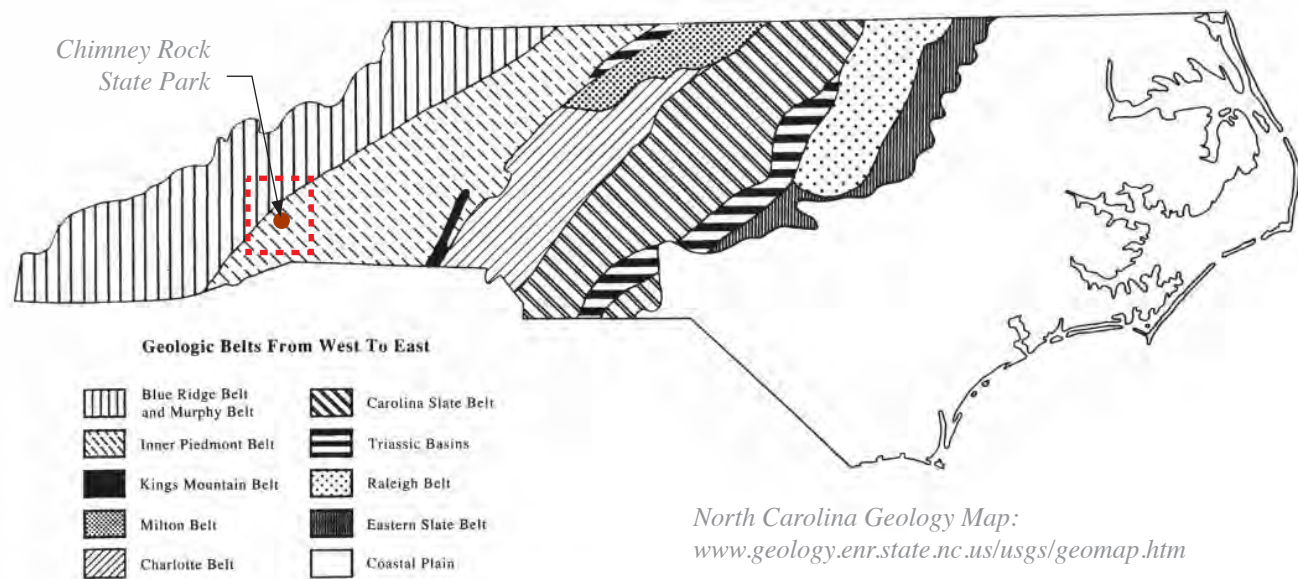 Chimney Rock
State Park
Geologic Belts From West To East
Blue Ridge Belt
and Murphy Belt
Inner Piedmont Belt
Kings Mountain Belt
Milton Belt
Charlotte Belt
Carolina Slate Belt
Triassic Basins
Raleigh Belt
Eastern Slate Belt
Coastal Plain
North Carolina Geology Map:
www.geology.enr.state.nc.us/usgs/geomap.htm